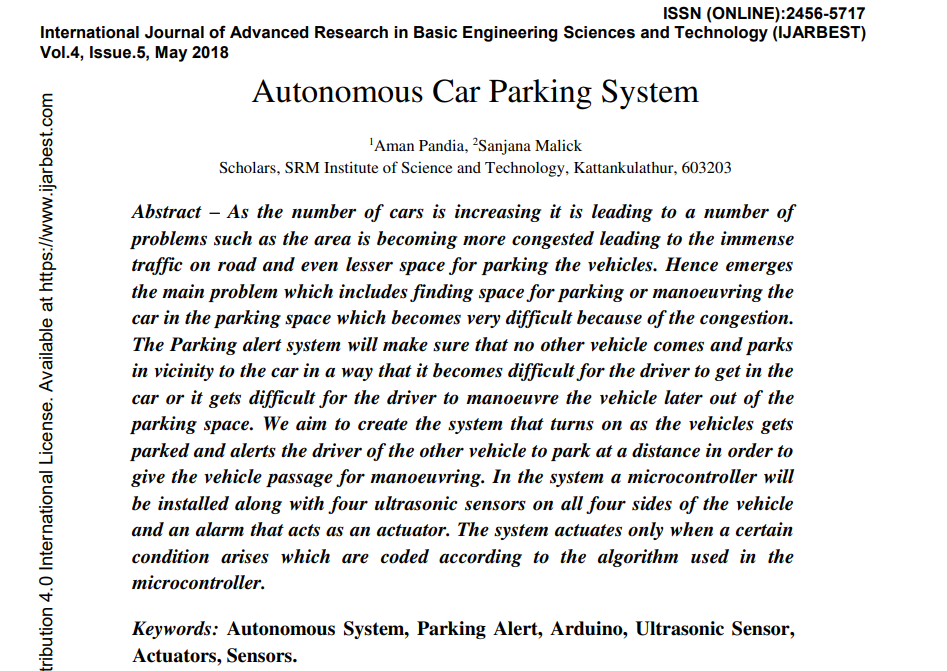 ISSN (ONLINE):2456-5717
International Journal of Advanced Research in Basic Engineering Sciences and Technology (IJARBEST)
Vol.4, Issue.5, May 2018
Autonomous Car Parking System
¹Aman Pandia, ²Sanjana Malick
Scholars, SRM Institute of Science and Technology, Kattankulathur, 603203
Abstract – As the number of cars is increasing it is leading to a number of
problems such as the area is becoming more congested leading to the immense
traffic on road and even lesser space for parking the vehicles. Hence emerges
the main problem which includes finding space for parking or manoeuvring the
car in the parking space which becomes very difficult because of the congestion.
The Parking alert system will make sure that no other vehicle comes and parks
in vicinity to the car in a way that it becomes difficult for the driver to get in the
car or it gets difficult for the driver to manoeuvre the vehicle later out of the
parking space. We aim to create the system that turns on as the vehicles gets
parked and alerts the driver of the other vehicle to park at a distance in order to
give the vehicle passage for manoeuvring. In the system a microcontroller will
be installed along with four ultrasonic sensors on all four sides of the vehicle
and an alarm that acts as an actuator. The system actuates only when a certain
condition arises which are coded according to the algorithm used in the
microcontroller.
Keywords: Autonomous System, Parking Alert, Arduino, Ultrasonic Sensor,
Actuators, Sensors.
tribution 4.0 International License. Available at https://www.ijarbest.com